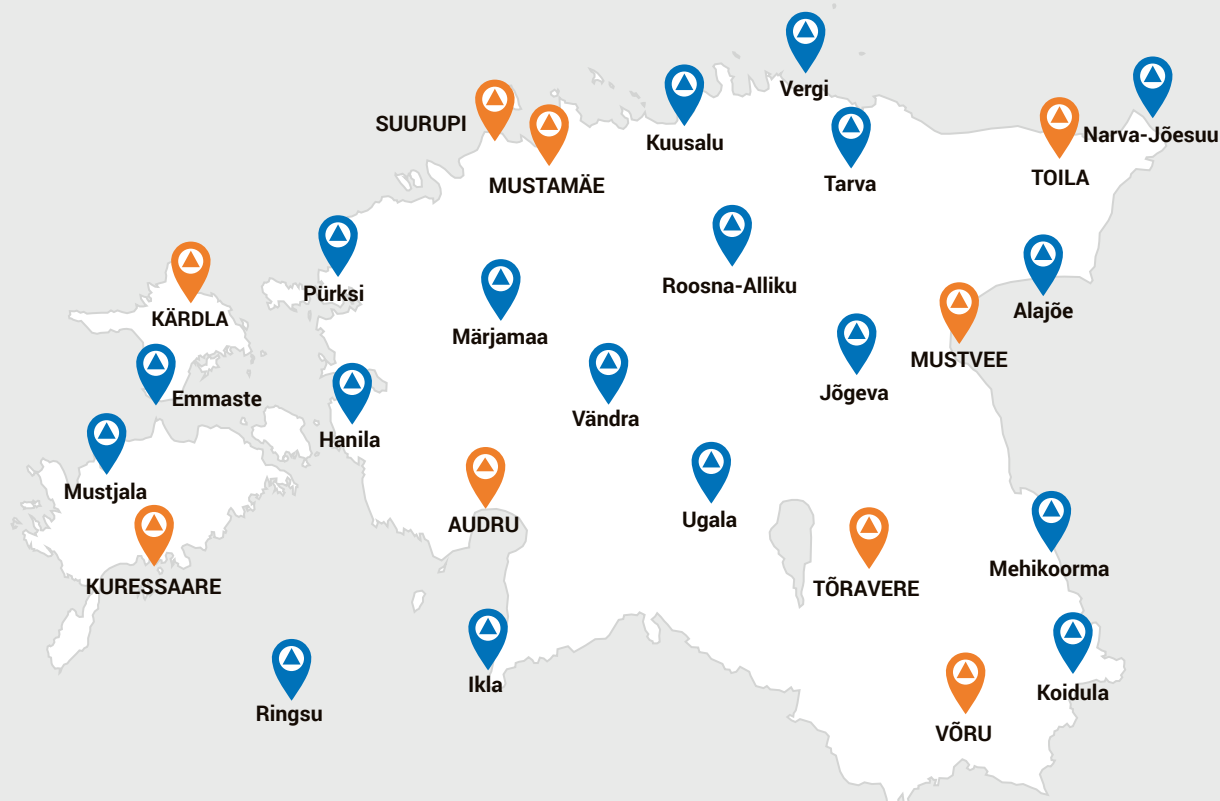 Vergi
SUURUPI
Kuusalu
Narva-Jõesuu
MUSTAMÄE
Tarva
TOILA
Pürksi
Roosna-Alliku
KÄRDLA
Märjamaa
Alajõe
MUSTVEE
Emmaste
Jõgeva
Hanila
Vändra
Mustjala
AUDRU
Ugala
Mehikoorma
KURESSAARE
TÕRAVERE
Ikla
Koidula
Ringsu
VÕRU